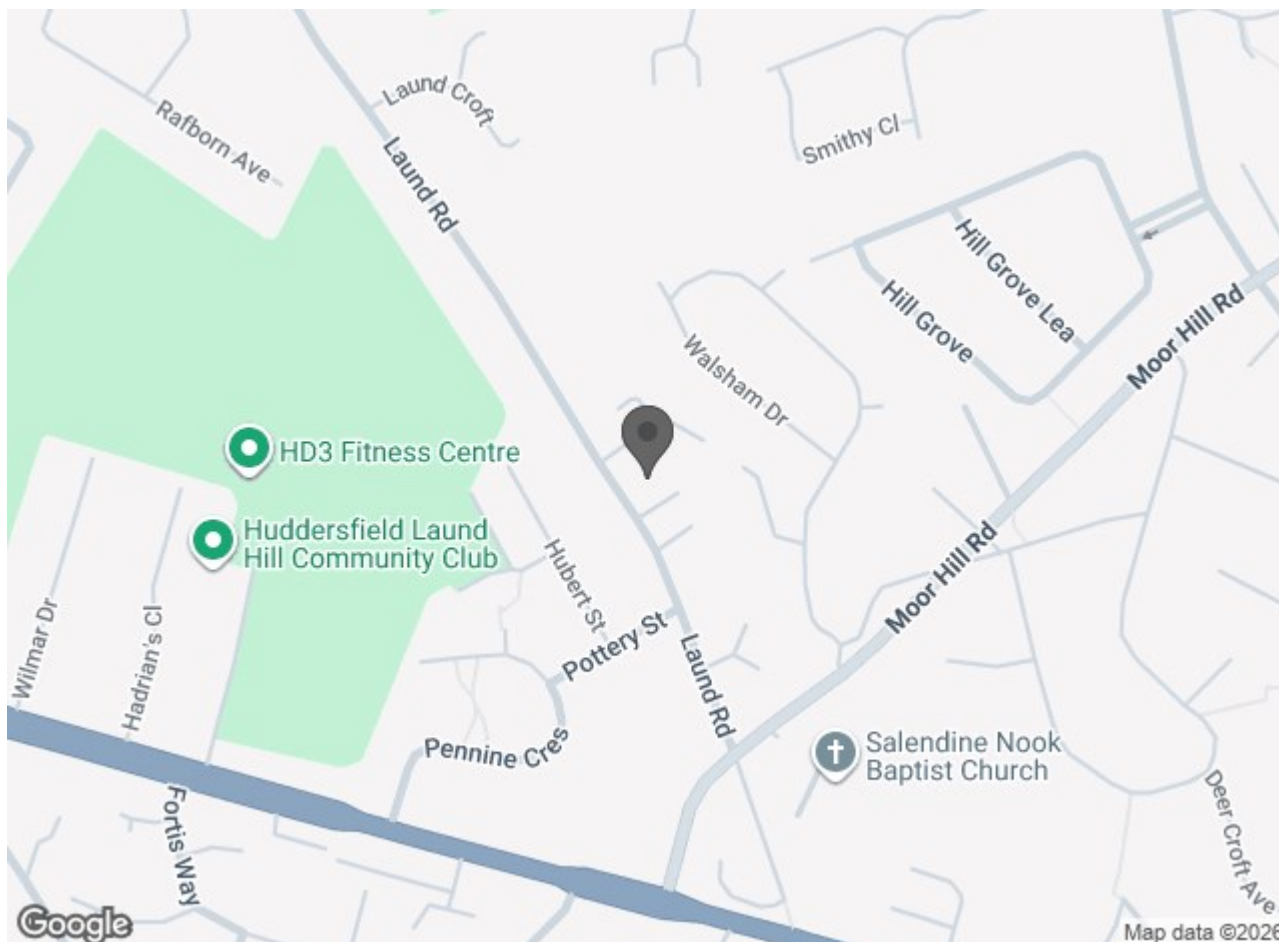 Laund Croft
Rafborn Ave
Laund Rd
Smithy Cl
Hill Grove Lea
Hill Grove
Moor Hill Rd
Walsham Dr
HD3 Fitness Centre
Huddersfield Laund
Hill Community Club
Hubert St
Moor Hill Rd
Wilmar Dr
Hadrian's Cl
Pottery St
Laund Rd
Pennine Cres
Salendine Nook
Baptist Church
Fortis Way
Deer Croft Ave
Google
Map data ©2026